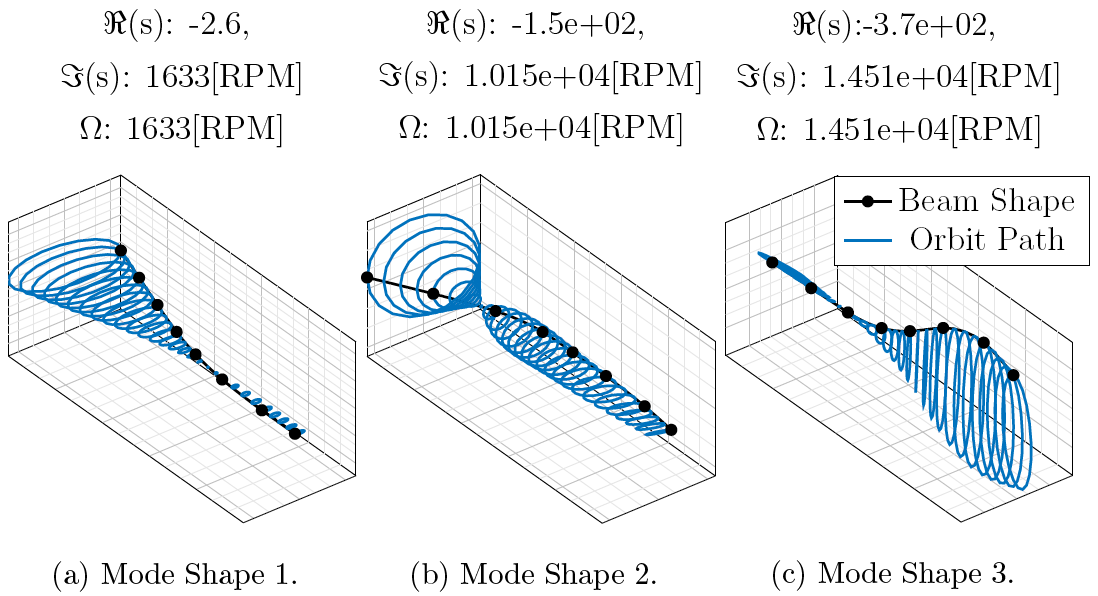 ℜ(s): -2.6,
ℑ(s): 1633[RPM]
Ω: 1633[RPM]
ℜ(s): -1.5e+02,
ℑ(s): 1.015e+04[RPM]
Ω: 1.015e+04[RPM]
ℜ(s):-3.7e+02,
ℑ(s): 1.451e+04[RPM]
Ω: 1.451e+04[RPM]
Beam Shape
Orbit Path
(a) Mode Shape 1.
(b) Mode Shape 2.
(c) Mode Shape 3.